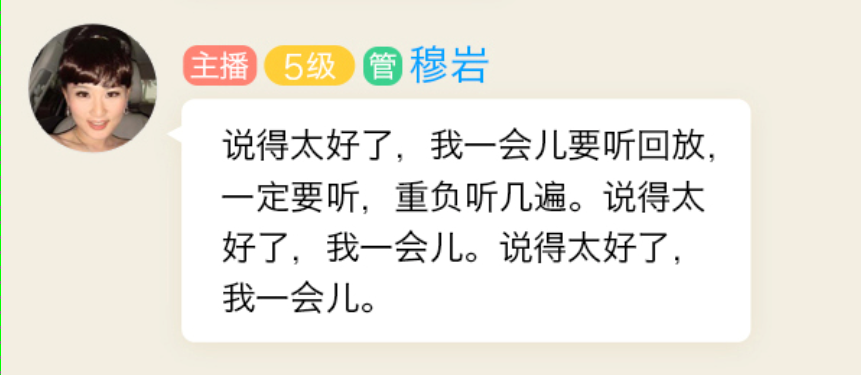 主播 5级 管 穆岩
说得太好了，我一会儿要听回放，
一定要听，重负听几遍。说得太
好了，我一会儿。说得太好了，
我一会儿。